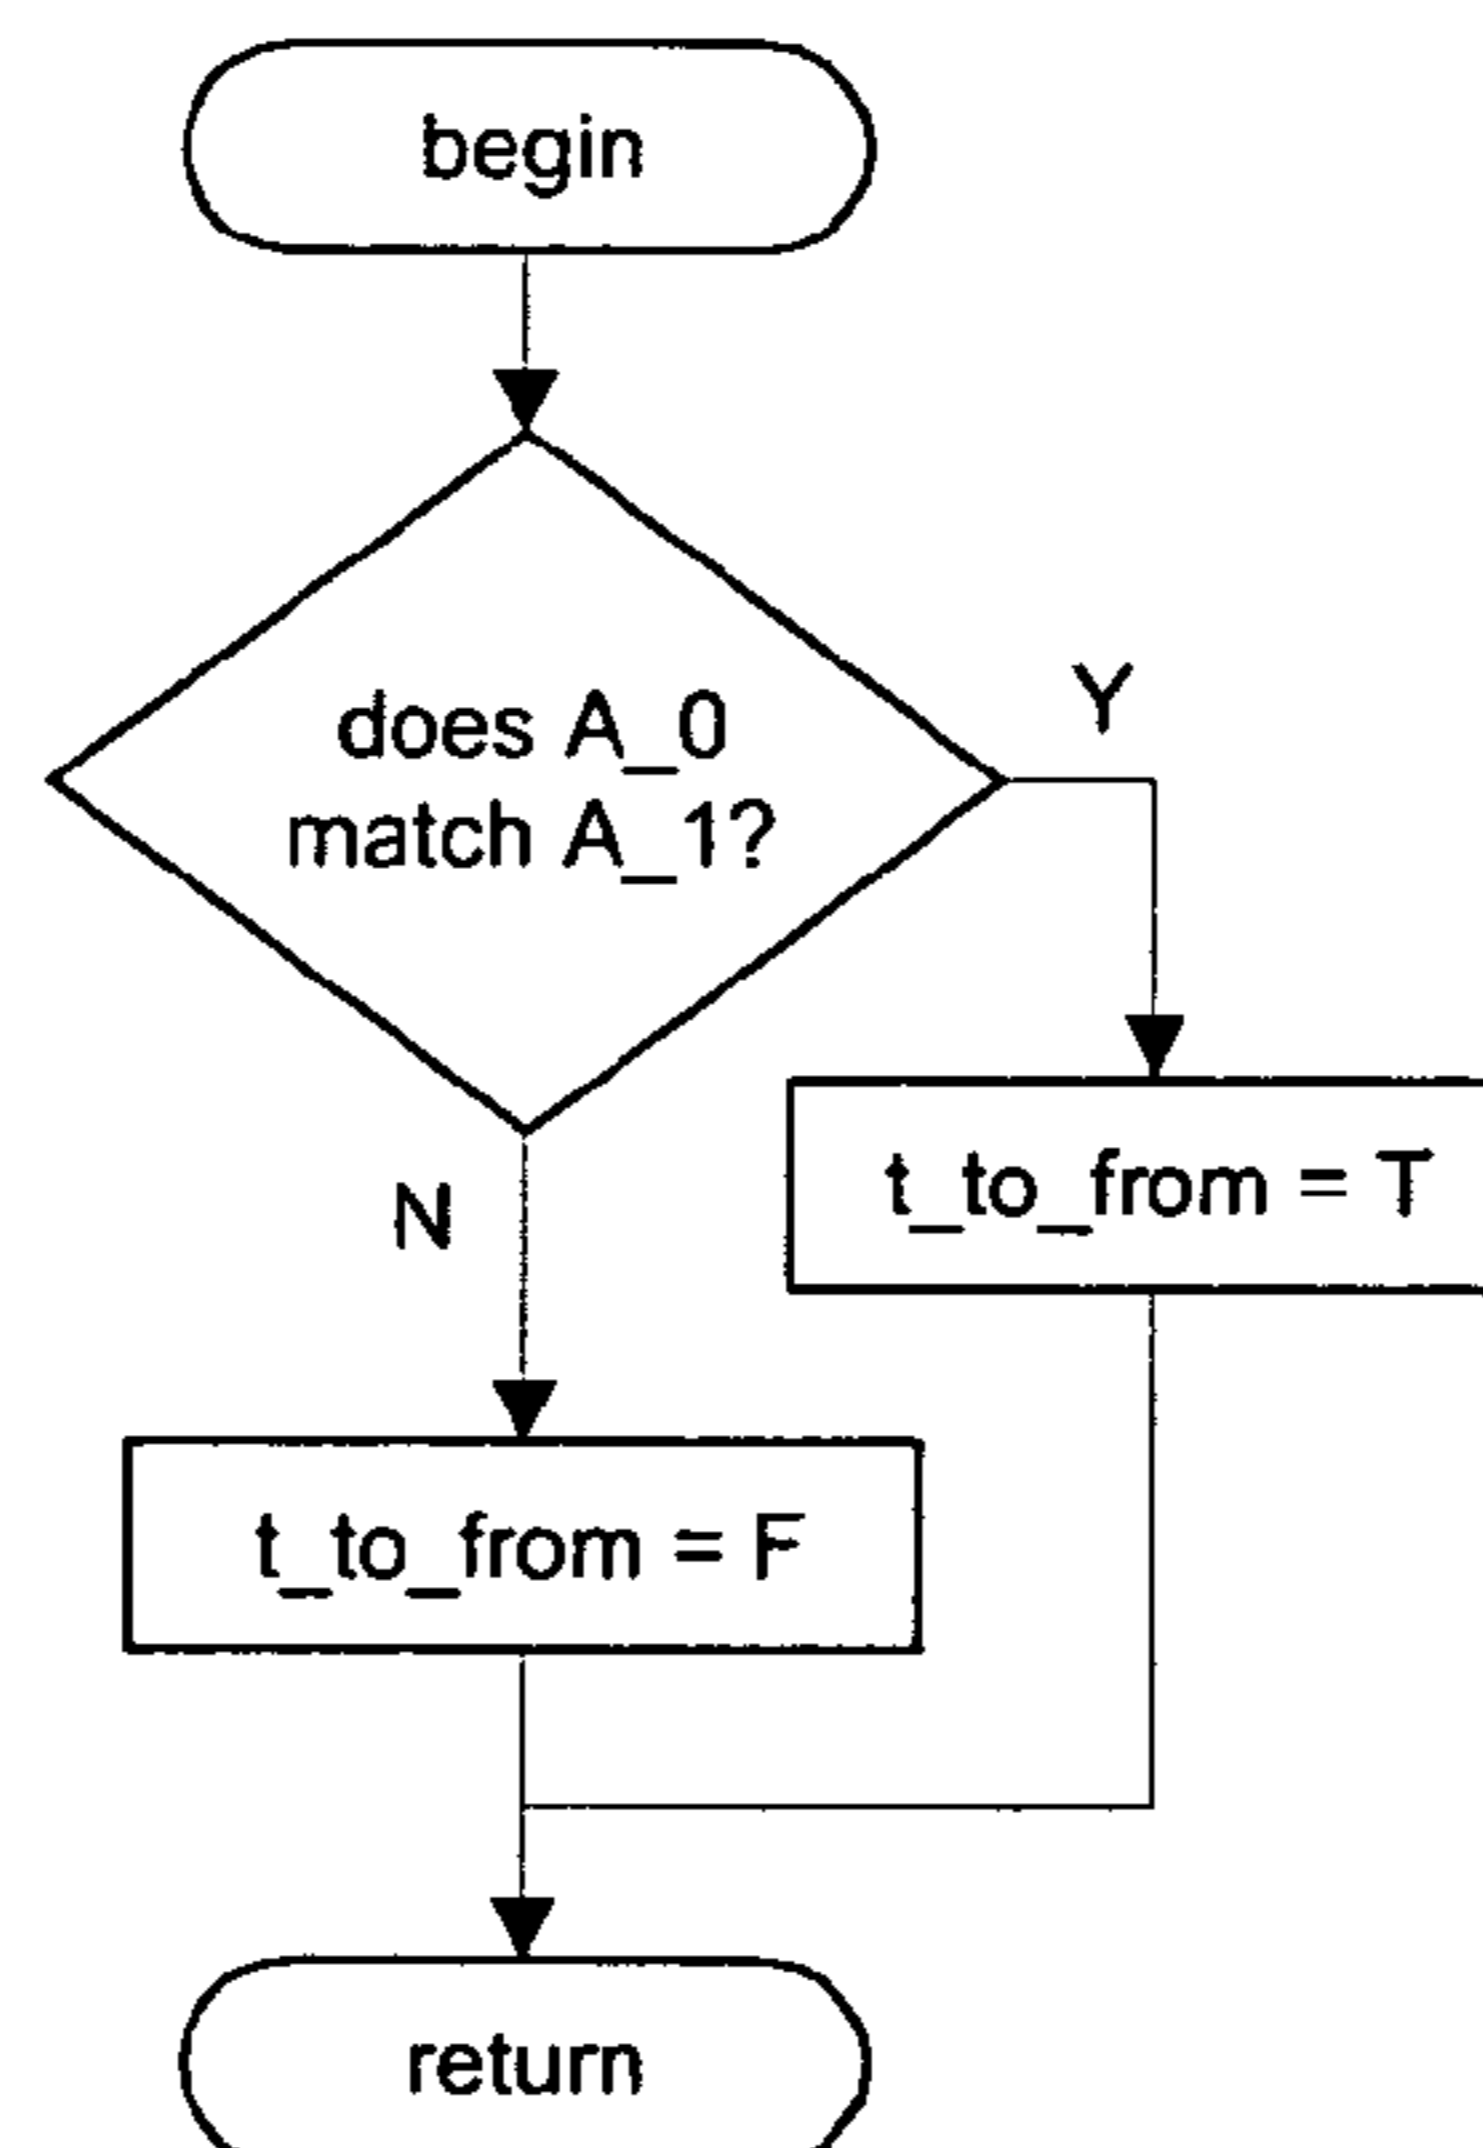 begin
does A_0
match A_1?
Y
N
t_to_from = T
t_to_from = F
return